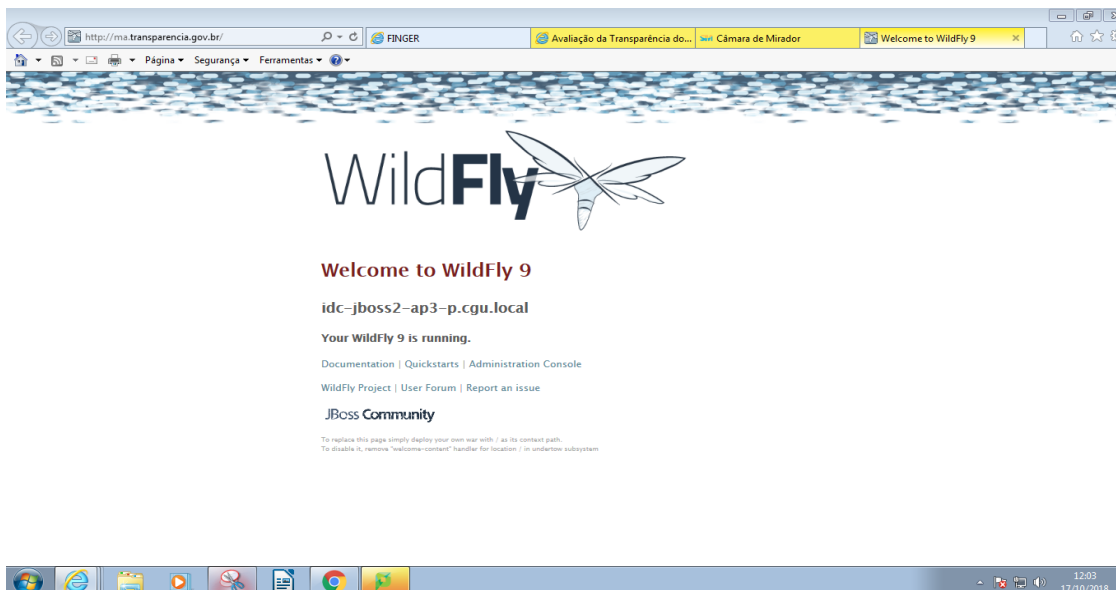 http://ma.transparencia.gov.br/
FINGER
Avaliação da Transparência do...
Câmara de Mirador
Welcome to WildFly 9
Página
Segurança
Ferramentas
WildFly
Welcome to WildFly 9
idc-jboss2-ap3-p.cgu.local
Your WildFly 9 is running.
Documentation | Quickstarts | Administration Console
WildFly Project | User Forum | Report an issue
JBoss Community
To replace this page simply deploy your own war with / as its context path.
To disable it, remove "welcome-content" handler for location / in undertow subsystem
12:03
17/10/2018